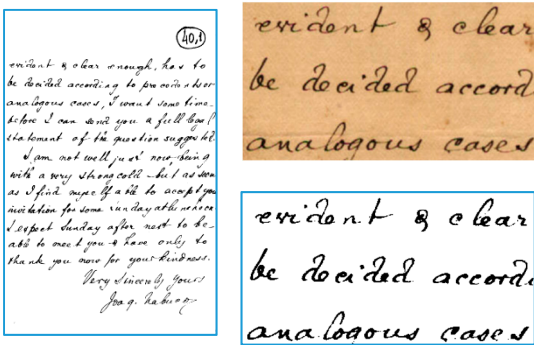 40,1
evident & clear enough, has to
be decided according to precedents or
analogous cases, I want some time
before I can send you a full legal
statement of the question suggested.
I am not well just now, being
with a very strong cold - but as soon
as I find myself able to accept your
invitation for some sunday afternoon
I expect Sunday after next to be
able to meet you & have only to
thank you now for your kindness.
Very Sincerely yours
evident & clear
be decided accord
analogous cases
evident & clear
be decided accordi
analogous cases